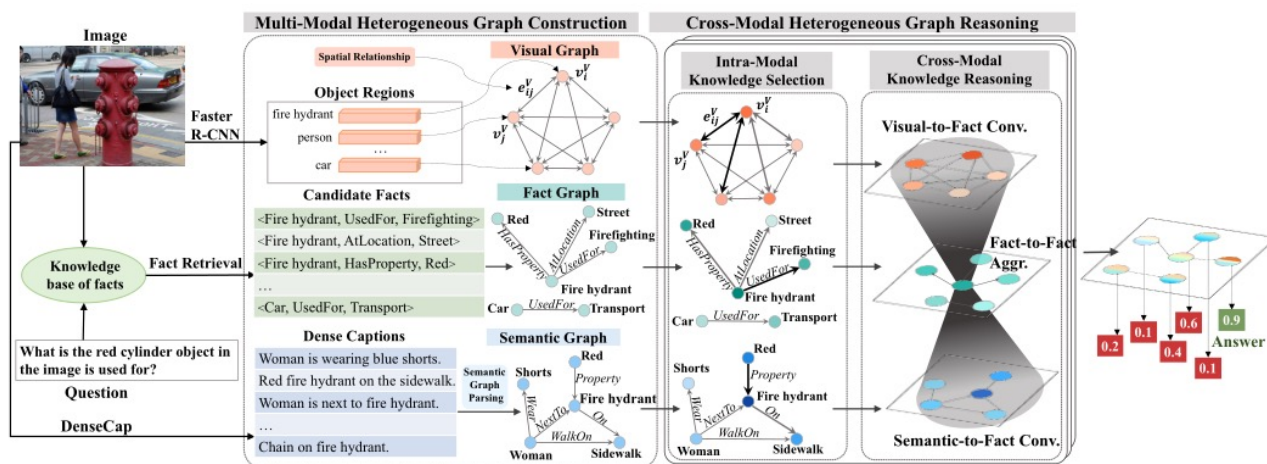 Image
Multi-Modal Heterogeneous Graph Construction
Cross-Modal Heterogeneous Graph Reasoning
Spatial Relationship
Visual Graph
v_i^V
e_ij^V
Object Regions
fire hydrant
person
...
car
v_j^V
Faster
R-CNN
Intra-Modal
Knowledge Selection
e_ij^V
v_i^V
v_j^V
Cross-Modal
Knowledge Reasoning
Visual-to-Fact Conv.
Candidate Facts
<Fire hydrant, UsedFor, Firefighting>
<Fire hydrant, AtLocation, Street>
<Fire hydrant, HasProperty, Red>
...
<Car, UsedFor, Transport>
Fact Graph
Red
Street
Firefighting
HasProperty
AtLocation
UsedFor
Fire hydrant
Car
UsedFor
Transport
Red
Street
Firefighting
HasProperty
AtLocation
UsedFor
Fire hydrant
Car
UsedFor
Transport
Fact-to-Fact
Aggr.
Knowledge
base of facts
Fact Retrieval
What is the red cylinder object in
the image is used for?
Question
DenseCap
Dense Captions
Woman is wearing blue shorts.
Red fire hydrant on the sidewalk.
Woman is next to fire hydrant.
...
Chain on fire hydrant.
Semantic
Graph
Parsing
Semantic Graph
Red
Shorts
Property
Fire hydrant
Wear
NextTo
On
WalkOn
Woman
Sidewalk
Red
Shorts
Property
Fire hydrant
Wear
NextTo
On
WalkOn
Woman
Sidewalk
Semantic-to-Fact Conv.
0.2
0.1
0.4
0.6
0.1
0.9
Answer